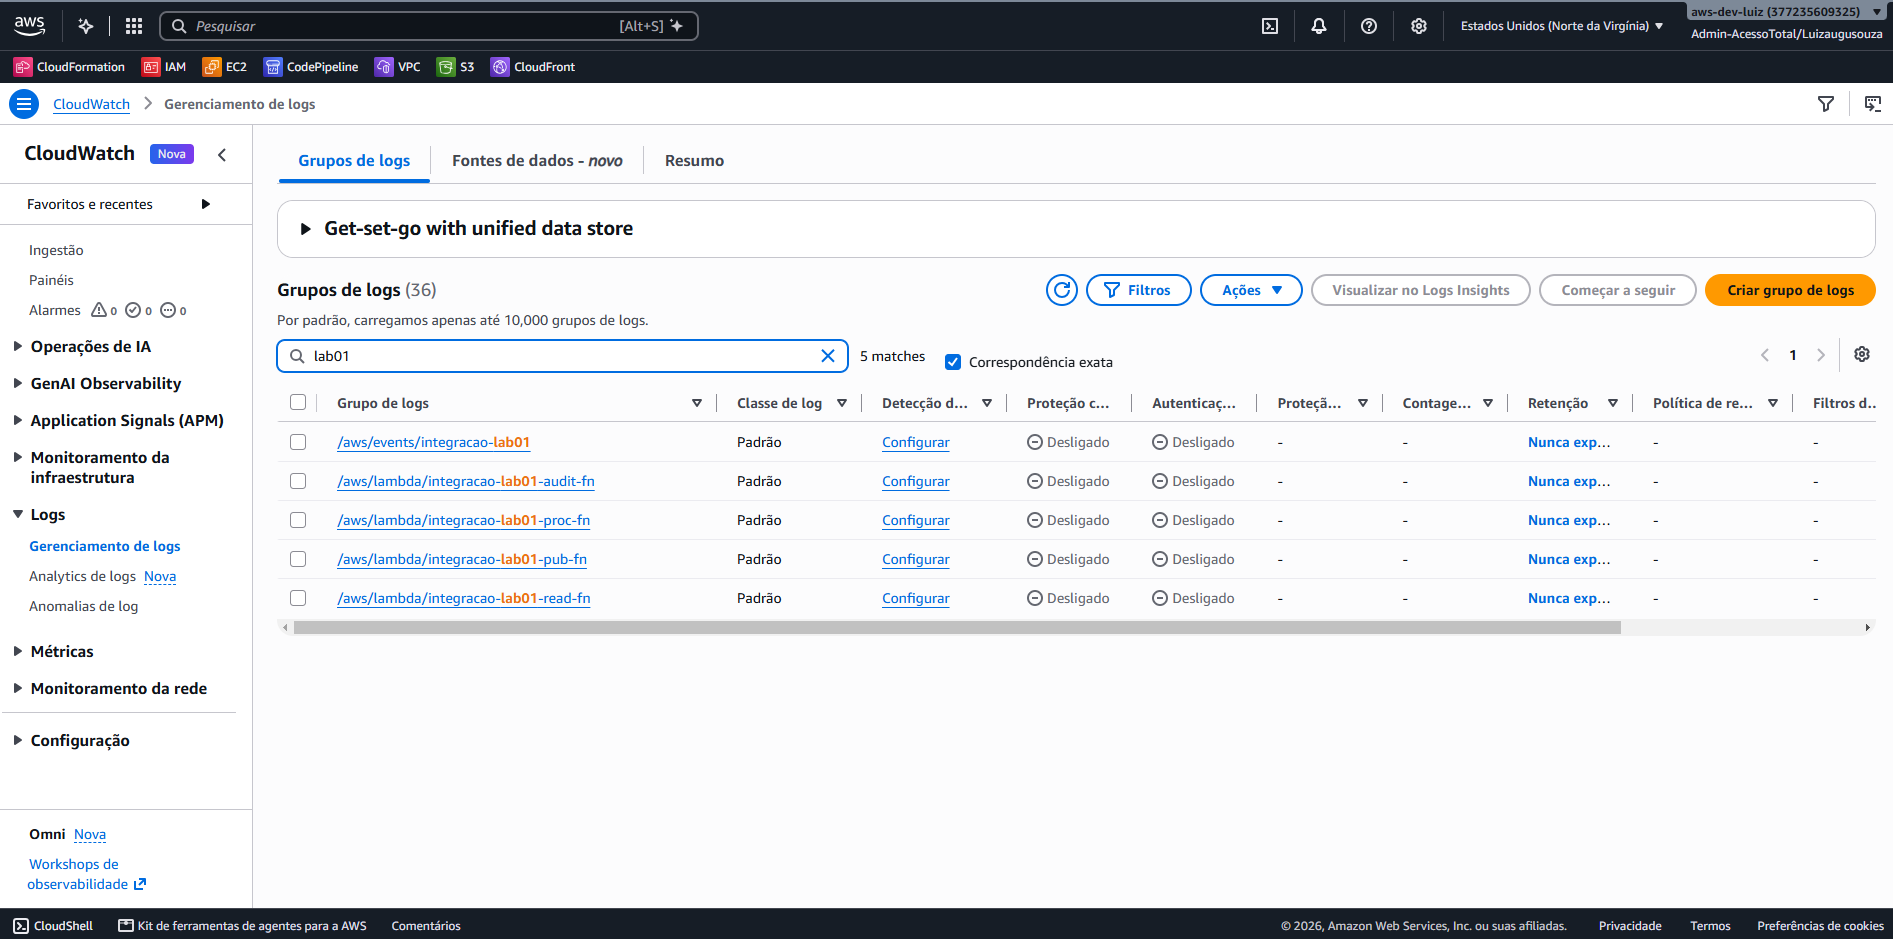 aws
Pesquisar
[Alt+S]
Estados Unidos (Norte da Virgínia)
aws-dev-luiz (377235609325)
Admin-AcessoTotal/Luizaugusouza
CloudFormation
IAM
EC2
CodePipeline
VPC
S3
CloudFront
CloudWatch
Gerenciamento de logs
CloudWatch
Nova
Favoritos e recentes
Ingestão
Painéis
Alarmes 0 0 0
Operações de IA
GenAI Observability
Application Signals (APM)
Monitoramento da
infraestrutura
Logs
Gerenciamento de logs
Analytics de logs Nova
Anomalias de log
Métricas
Monitoramento da rede
Configuração
Omni Nova
Workshops de
observabilidade
Grupos de logs
Fontes de dados - novo
Resumo
Get-set-go with unified data store
Grupos de logs (36)
Filtros
Ações
Visualizar no Logs Insights
Começar a seguir
Criar grupo de logs
Por padrão, carregamos apenas até 10,000 grupos de logs.
lab01
5 matches
Correspondência exata
1
Grupo de logs Classe de log Detecção d... Proteção c... Autenticaç... Proteçã... Contage... Retenção Política de re... Filtros d...
/aws/events/integracao-lab01 Padrão Configurar Desligado Desligado - - Nunca exp... - -
/aws/lambda/integracao-lab01-audit-fn Padrão Configurar Desligado Desligado - - Nunca exp... - -
/aws/lambda/integracao-lab01-proc-fn Padrão Configurar Desligado Desligado - - Nunca exp... - -
/aws/lambda/integracao-lab01-pub-fn Padrão Configurar Desligado Desligado - - Nunca exp... - -
/aws/lambda/integracao-lab01-read-fn Padrão Configurar Desligado Desligado - - Nunca exp... - -
CloudShell
Kit de ferramentas de agentes para a AWS
Comentários
© 2026, Amazon Web Services, Inc. ou suas afiliadas.
Privacidade
Termos
Preferências de cookies